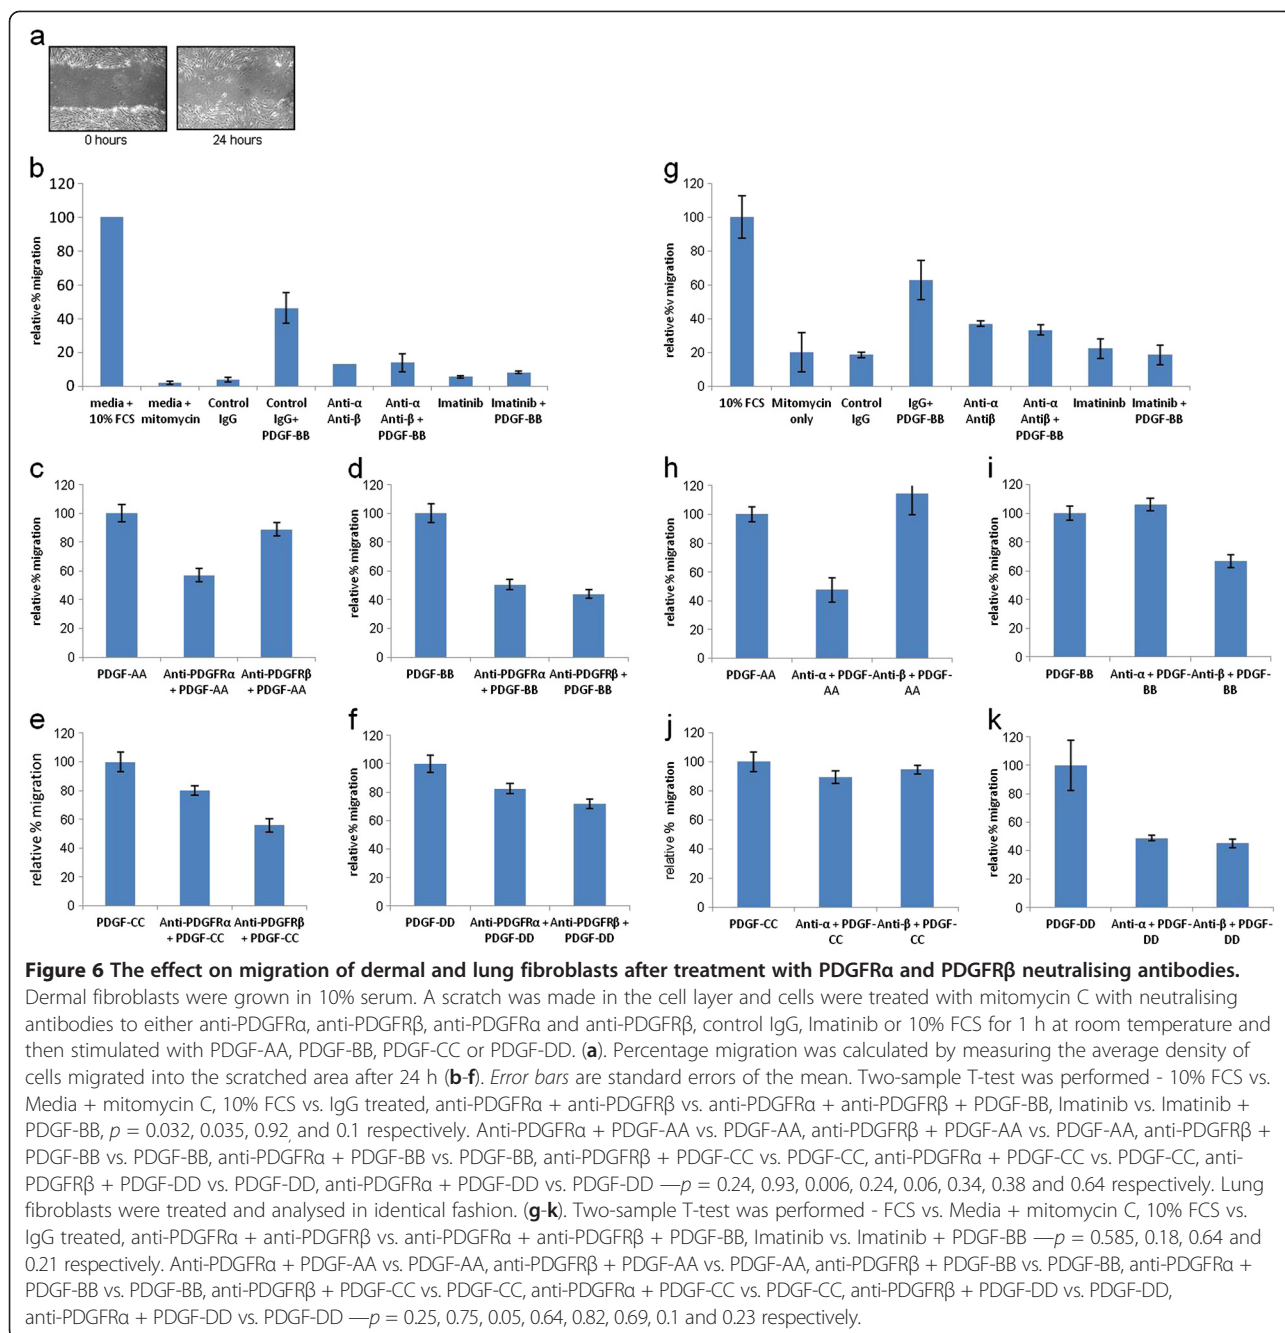 a
0 hours
24 hours
b
relative % migration
120
100
80
60
40
20
0
media + 10% FCS
media + mitomycin
Control IgG
Control IgG+ PDGF-BB
Anti-α Anti-β
Anti-α Anti-β + PDGF-BB
Imatinib
Imatinib + PDGF-BB
g
relative %v migration
120
100
80
60
40
20
0
10% FCS
Mitomycin only
Control IgG
IgG+ PDGF-BB
Anti-α Antiβ
Anti-α Antiβ + PDGF-BB
Imatininb
Imatinib + PDGF-BB
c
relative % migration
120
100
80
60
40
20
0
PDGF-AA
Anti-PDGFRα + PDGF-AA
Anti-PDGFRβ + PDGF-AA
d
relative % migration
120
100
80
60
40
20
0
PDGF-BB
Anti-PDGFRα + PDGF-BB
Anti-PDGFRβ + PDGF-BB
h
relative % migration
120
100
80
60
40
20
0
PDGF-AA
Anti-α + PDGF-AA
Anti-β + PDGF-AA
i
relative % migration
120
100
80
60
40
20
0
PDGF-BB
Anti-α + PDGF-BB
Anti-β + PDGF-BB
e
relative % migration
120
100
80
60
40
20
0
PDGF-CC
Anti-PDGFRα + PDGF-CC
Anti-PDGFRβ + PDGF-CC
f
relative % migration
120
100
80
60
40
20
0
PDGF-DD
Anti-PDGFRα + PDGF-DD
Anti-PDGFRβ + PDGF-DD
j
relative % migration
120
100
80
60
40
20
0
PDGF-CC
Anti-α + PDGF-CC
Anti-β + PDGF-CC
k
relative % migration
120
100
80
60
40
20
0
PDGF-DD
Anti-α + PDGF-DD
Anti-β + PDGF-DD
Figure 6 The effect on migration of dermal and lung fibroblasts after treatment with PDGFRα and PDGFRβ neutralising antibodies.
Dermal fibroblasts were grown in 10% serum. A scratch was made in the cell layer and cells were treated with mitomycin C with neutralising
antibodies to either anti-PDGFRα, anti-PDGFRβ, anti-PDGFRα and anti-PDGFRβ, control IgG, Imatinib or 10% FCS for 1 h at room temperature and
then stimulated with PDGF-AA, PDGF-BB, PDGF-CC or PDGF-DD. (a). Percentage migration was calculated by measuring the average density of
cells migrated into the scratched area after 24 h (b-f). Error bars are standard errors of the mean. Two-sample T-test was performed - 10% FCS vs.
Media + mitomycin C, 10% FCS vs. IgG treated, anti-PDGFRα + anti-PDGFRβ vs. anti-PDGFRα + anti-PDGFRβ + PDGF-BB, Imatinib vs. Imatinib +
PDGF-BB, p = 0.032, 0.035, 0.92, and 0.1 respectively. Anti-PDGFRα + PDGF-AA vs. PDGF-AA, anti-PDGFRβ + PDGF-AA vs. PDGF-AA, anti-PDGFRβ +
PDGF-BB vs. PDGF-BB, anti-PDGFRα + PDGF-BB vs. PDGF-BB, anti-PDGFRβ + PDGF-CC vs. PDGF-CC, anti-PDGFRα + PDGF-CC vs. PDGF-CC, anti-
PDGFRβ + PDGF-DD vs. PDGF-DD, anti-PDGFRα + PDGF-DD vs. PDGF-DD —p = 0.24, 0.93, 0.006, 0.24, 0.06, 0.34, 0.38 and 0.64 respectively. Lung
fibroblasts were treated and analysed in identical fashion. (g-k). Two-sample T-test was performed - FCS vs. Media + mitomycin C, 10% FCS vs.
IgG treated, anti-PDGFRα + anti-PDGFRβ vs. anti-PDGFRα + anti-PDGFRβ + PDGF-BB, Imatinib vs. Imatinib + PDGF-BB —p = 0.585, 0.18, 0.64 and
0.21 respectively. Anti-PDGFRα + PDGF-AA vs. PDGF-AA, anti-PDGFRβ + PDGF-AA vs. PDGF-AA, anti-PDGFRβ + PDGF-BB vs. PDGF-BB, anti-PDGFRα +
PDGF-BB vs. PDGF-BB, anti-PDGFRβ + PDGF-CC vs. PDGF-CC, anti-PDGFRα + PDGF-CC vs. PDGF-CC, anti-PDGFRβ + PDGF-DD vs. PDGF-DD,
anti-PDGFRα + PDGF-DD vs. PDGF-DD —p = 0.25, 0.75, 0.05, 0.64, 0.82, 0.69, 0.1 and 0.23 respectively.